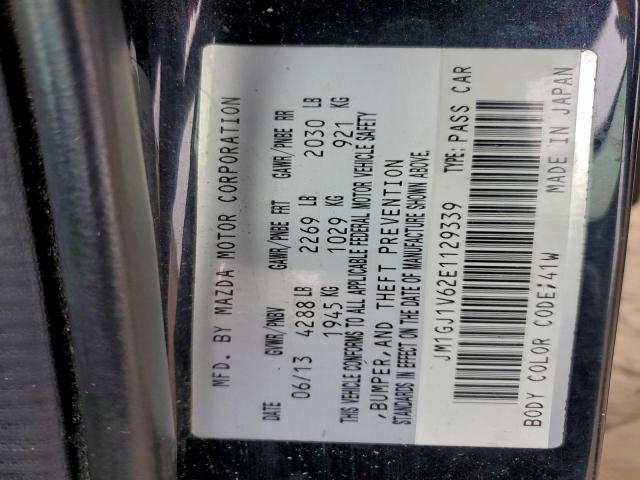 MFD. BY MAZDA MOTOR CORPORATION
DATE GVWR/PNBV GAWR/PNBE FRT GAWR/PNBE RR
06/13 4288 LB 2269 LB 2030 LB
1945 KG 1029 KG 921 KG
THIS VEHICLE CONFORMS TO ALL APPLICABLE FEDERAL MOTOR VEHICLE SAFETY
,BUMPER,AND THEFT PREVENTION
STANDARDS IN EFFECT ON THE DATE OF MANUFACTURE SHOWN ABOVE.
JM1GJ1V62E1129339 TYPE: PASS CAR
BODY COLOR CODE;41W MADE IN JAPAN